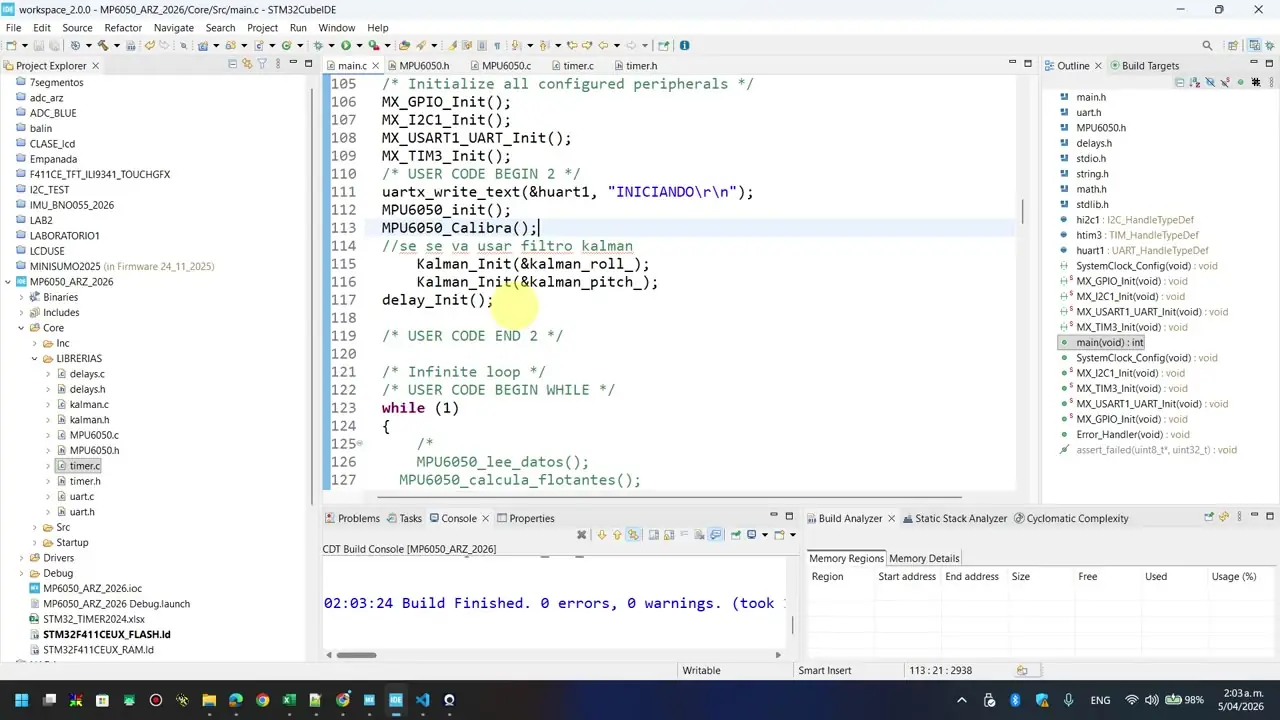 workspace_2.0.0 - MP6050_ARZ_2026/Core/Src/main.c - STM32CubeIDE
File Edit Source Refactor Navigate Search Project Run Window Help
Project Explorer
7segmentos
adc_arz
ADC_BLUE
balin
CLASE_lcd
Empanada
F411CE_TFT_ILI9341_TOUCHGFX
I2C_TEST
IMU_BNO055_2026
LAB2
LABORATORIO1
LCDUSE
MINISUMO2025 (in Firmware 24_11_2025)
MP6050_ARZ_2026
Binaries
Includes
Core
Inc
LIBRERIAS
delays.c
delays.h
kalman.c
kalman.h
MPU6050.c
MPU6050.h
timer.c
timer.h
uart.c
uart.h
Src
Startup
Drivers
Debug
MP6050_ARZ_2026.ioc
MP6050_ARZ_2026 Debug.launch
STM32_TIMER2024.xlsx
STM32F411CEUX_FLASH.ld
STM32F411CEUX_RAM.ld
main.c MPU6050.h MPU6050.c timer.c timer.h
105 /* Initialize all configured peripherals */
106 MX_GPIO_Init();
107 MX_I2C1_Init();
108 MX_USART1_UART_Init();
109 MX_TIM3_Init();
110 /* USER CODE BEGIN 2 */
111 uartx_write_text(&huart1, "INICIANDO\r\n");
112 MPU6050_init();
113 MPU6050_Calibra();
114 //se se va usar filtro kalman
115 Kalman_Init(&kalman_roll_);
116 Kalman_Init(&kalman_pitch_);
117 delay_Init();
118
119 /* USER CODE END 2 */
120
121 /* Infinite loop */
122 /* USER CODE BEGIN WHILE */
123 while (1)
124 {
125 /*
126 MPU6050_lee_datos();
127 MPU6050_calcula_flotantes();
Outline Build Targets
main.h
uart.h
MPU6050.h
delays.h
stdio.h
string.h
math.h
stdlib.h
hi2c1 : I2C_HandleTypeDef
htim3 : TIM_HandleTypeDef
huart1 : UART_HandleTypeDef
SystemClock_Config(void) : void
MX_GPIO_Init(void) : void
MX_I2C1_Init(void) : void
MX_USART1_UART_Init(void) : void
MX_TIM3_Init(void) : void
main(void) : int
SystemClock_Config(void) : void
MX_I2C1_Init(void) : void
MX_TIM3_Init(void) : void
MX_USART1_UART_Init(void) : void
MX_GPIO_Init(void) : void
Error_Handler(void) : void
assert_failed(uint8_t*, uint32_t) : void
Problems Tasks Console Properties
CDT Build Console [MP6050_ARZ_2026]
02:03:24 Build Finished. 0 errors, 0 warnings. (took
Build Analyzer Static Stack Analyzer Cyclomatic Complexity
Memory Regions Memory Details
Region Start address End address Size Free Used Usage (%)
Writable Smart Insert 113 : 21 : 2938
ENG 98% 2:03 a. m.
5/04/2026